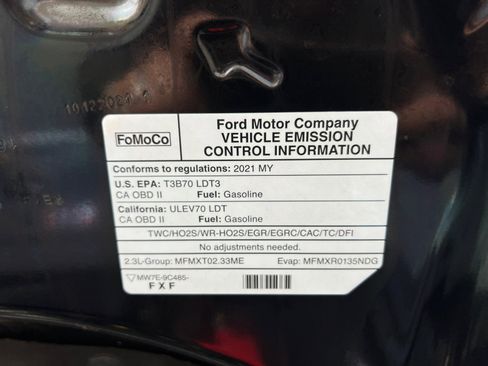 FoMoCo
Ford Motor Company
VEHICLE EMISSION
CONTROL INFORMATION
Conforms to regulations: 2021 MY
U.S. EPA: T3B70 LDT3
CA OBD II Fuel: Gasoline
California: ULEV70 LDT
CA OBD II Fuel: Gasoline
TWC/HO2S/WR-HO2S/EGR/EGRC/CAC/TC/DFI
No adjustments needed.
2.3L-Group: MFMXT02.33ME Evap: MFMXR0135NDG
MW7E-9C485-
F X F